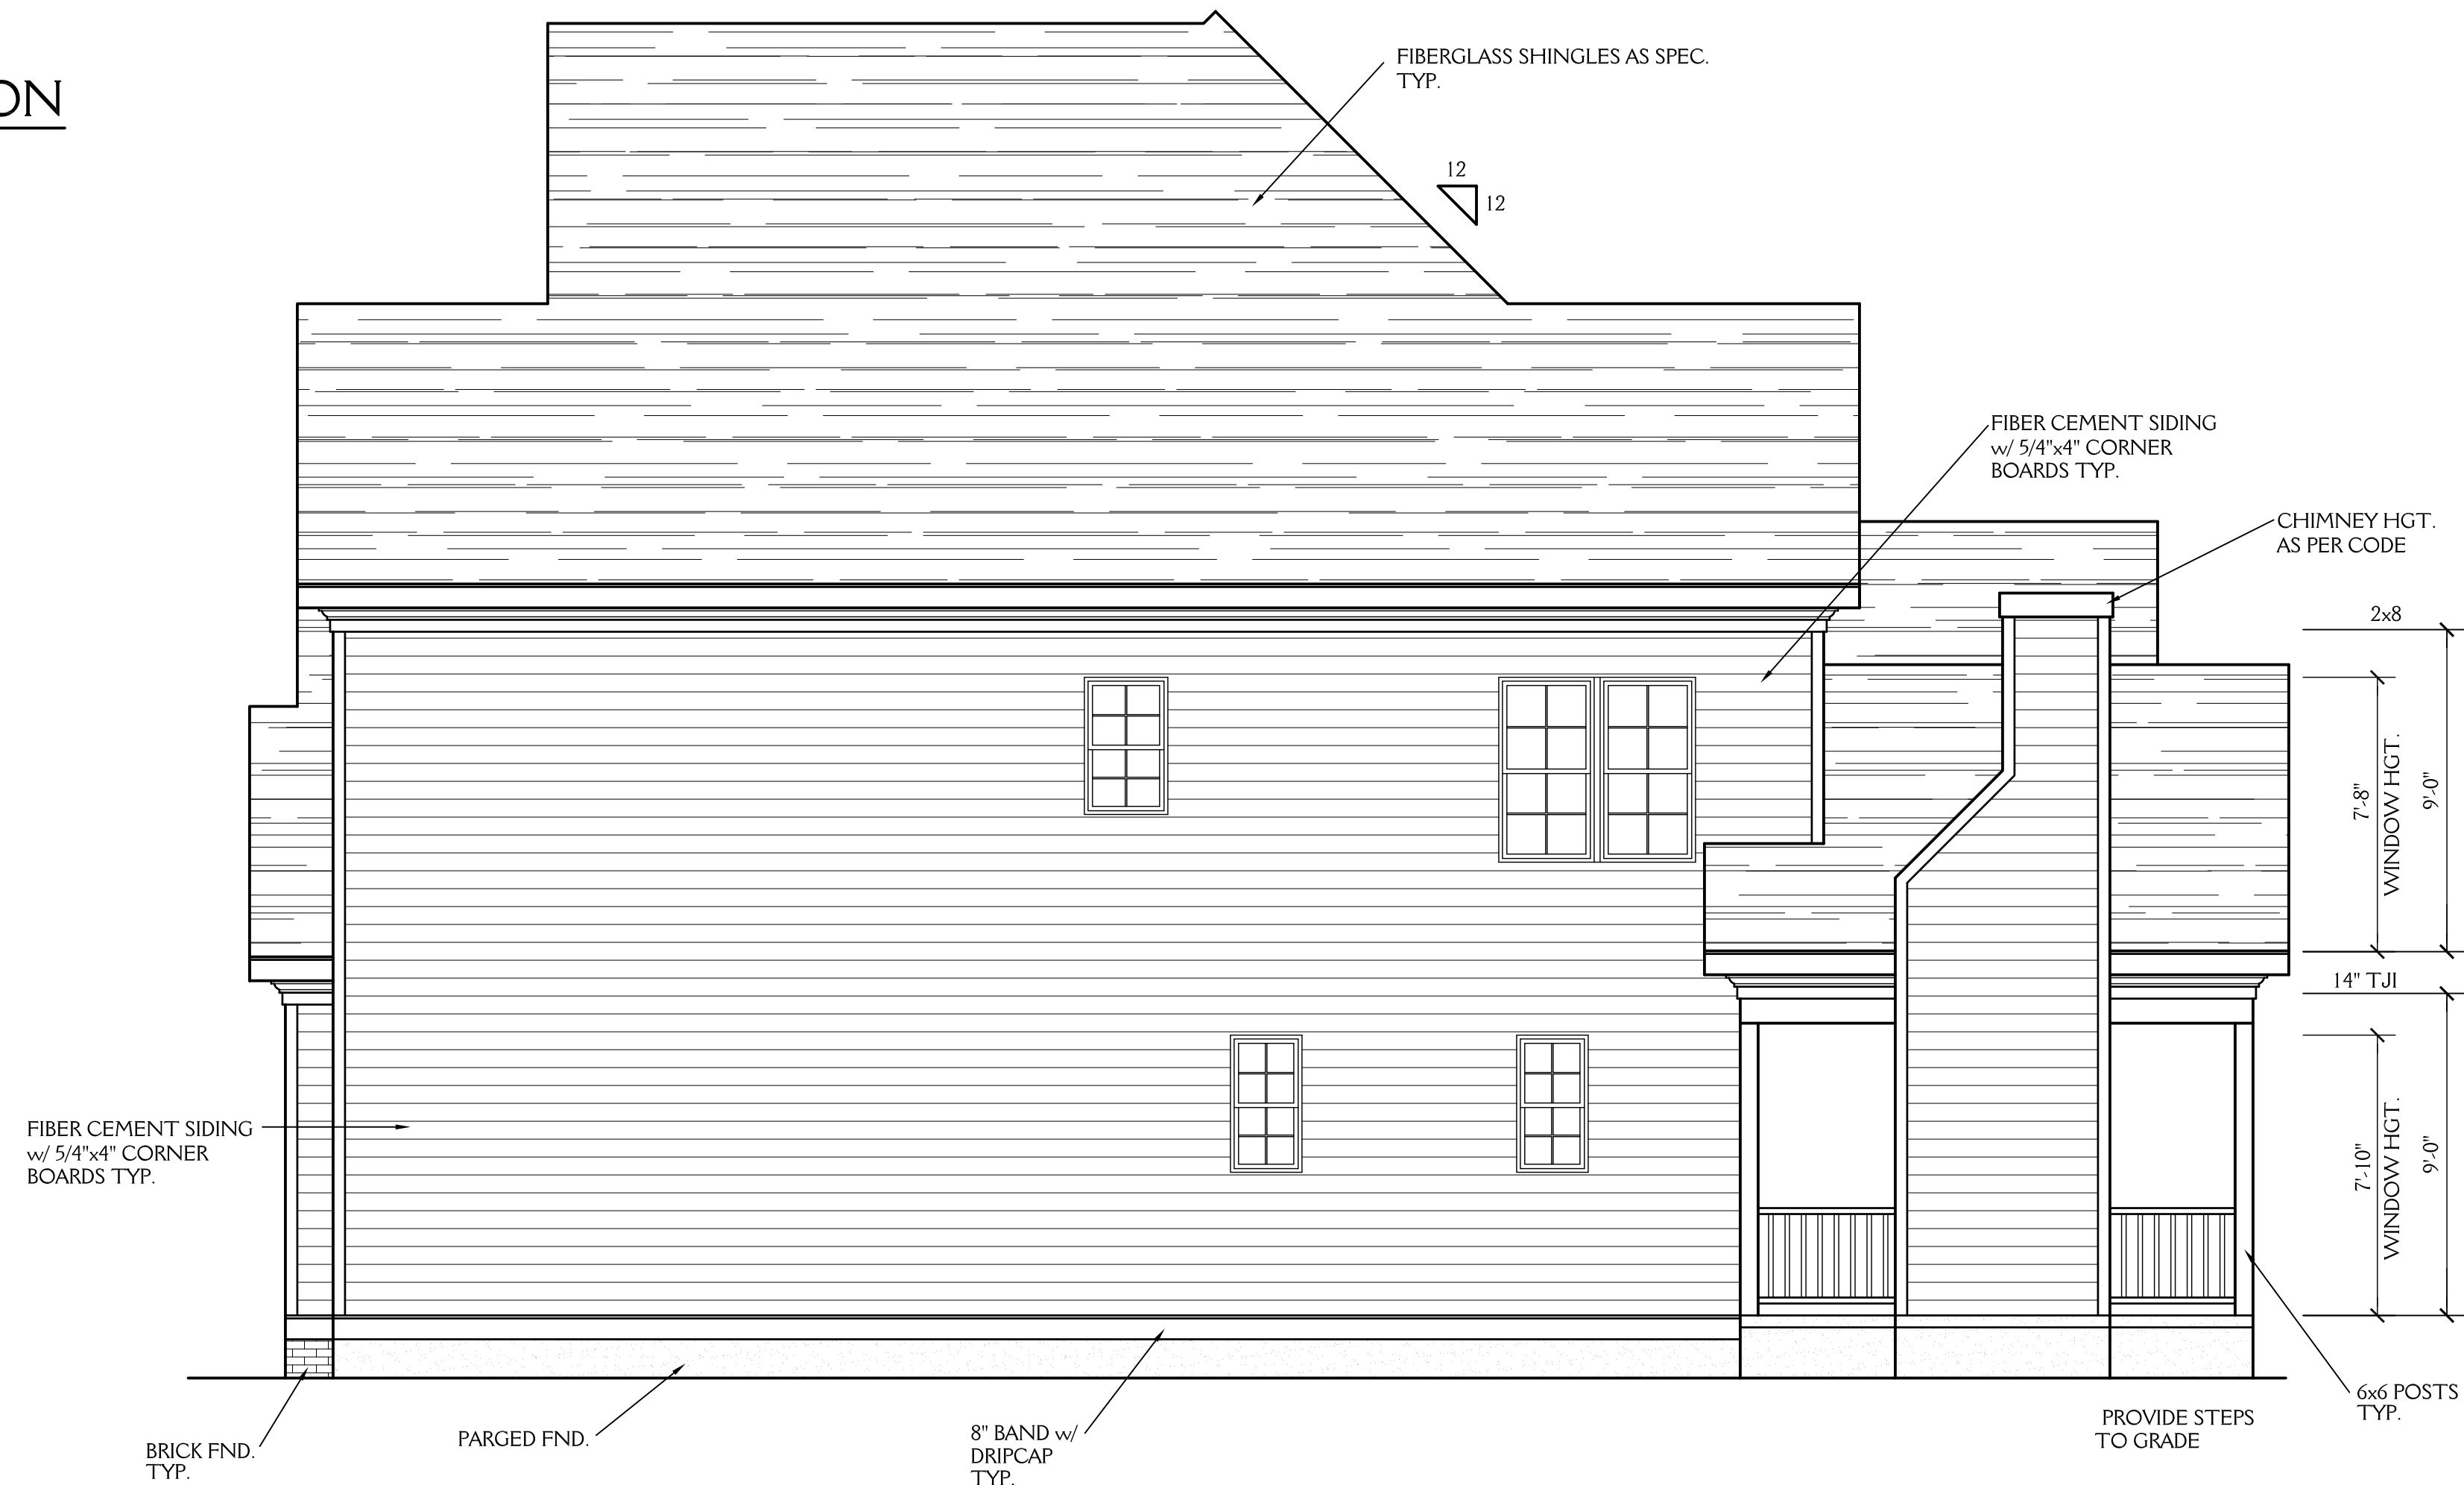 ON
FIBERGLASS SHINGLES AS SPEC.
TYP.
12
12
FIBER CEMENT SIDING
w/ 5/4"x4" CORNER
BOARDS TYP.
CHIMNEY HGT.
AS PER CODE
2x8
7'-8"
WINDOW HGT.
9'-0"
14" TJI
7'-10"
WINDOW HGT.
9'-0"
FIBER CEMENT SIDING
w/ 5/4"x4" CORNER
BOARDS TYP.
BRICK FND.
TYP.
PARGED FND.
8" BAND w/
DRIPCAP
TYP.
PROVIDE STEPS
TO GRADE
6x6 POSTS
TYP.